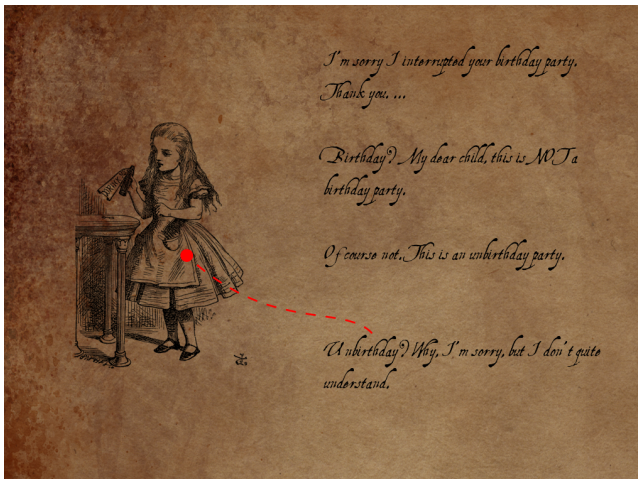 I'm sorry I interrupted your birthday party.
Thank you. ...
Birthday? My dear child, this is NOT a
birthday party.
Of course not. This is an unbirthday party.
Unbirthday? Why, I'm sorry, but I don't quite
understand.